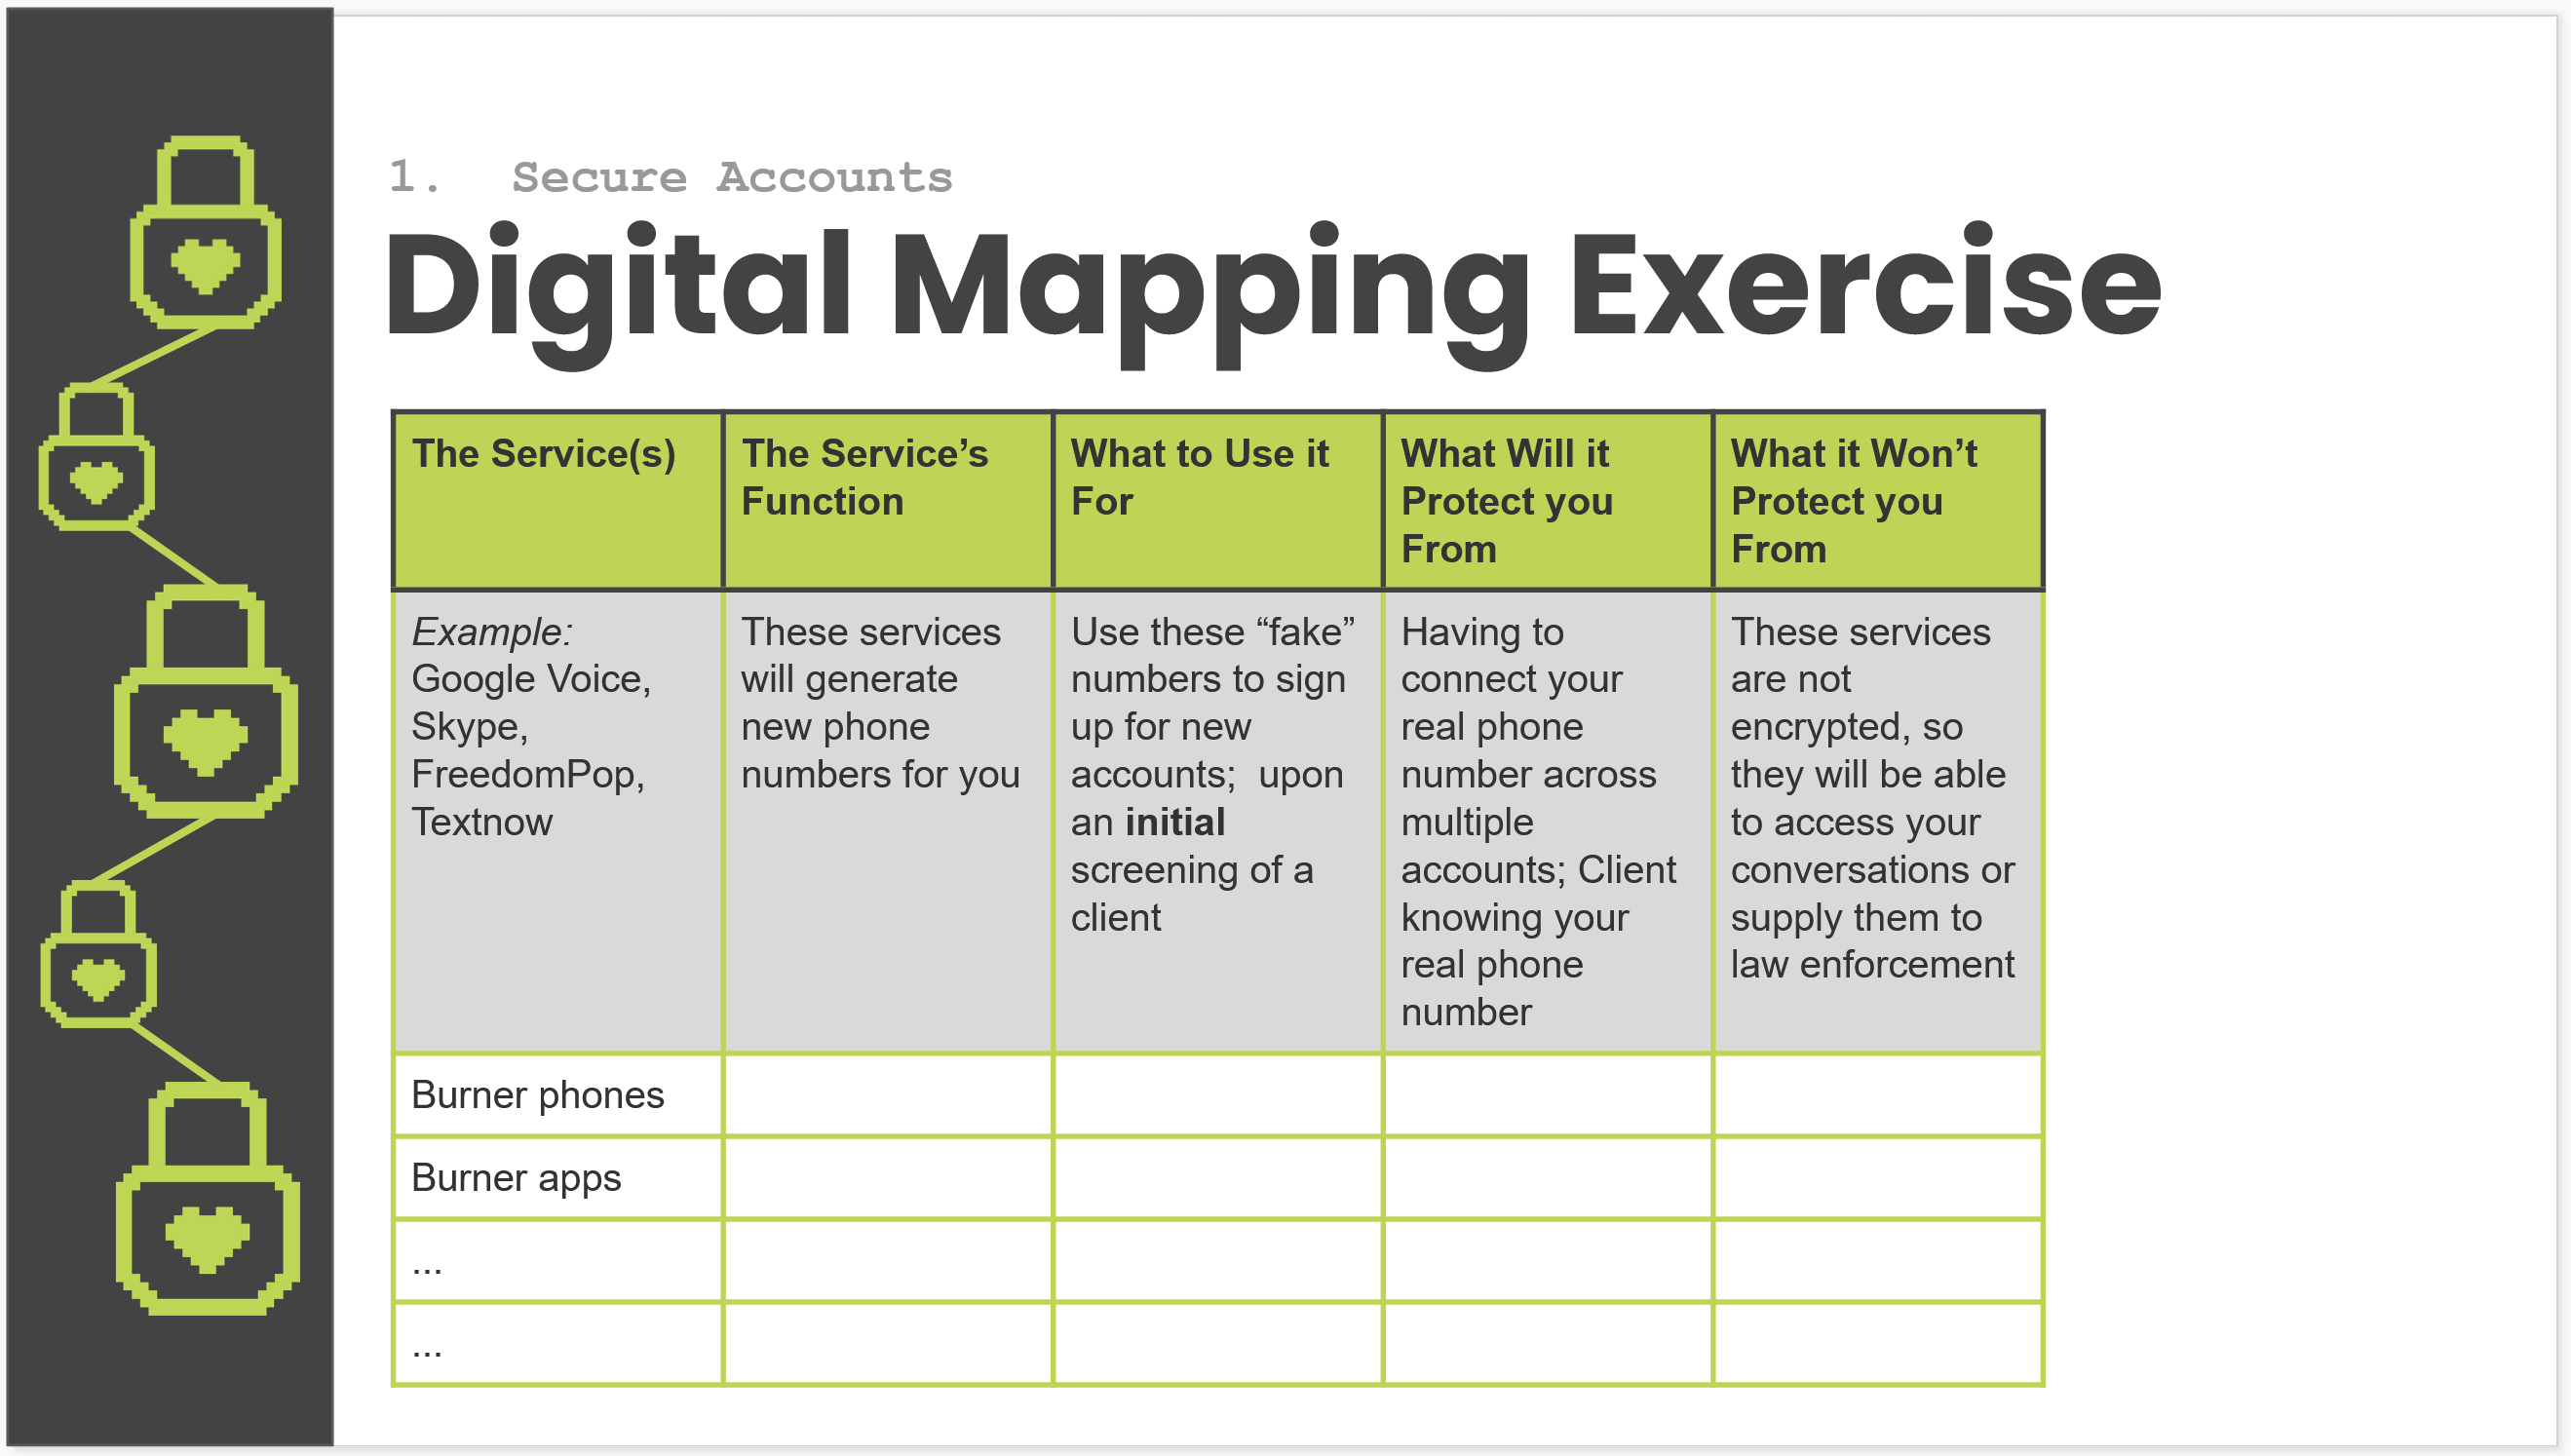 1. Secure Accounts
Digital Mapping Exercise
The Service(s)
The Service’s
Function
What to Use it
For
What Will it
Protect you
From
What it Won’t
Protect you
From
Example:
Google Voice,
Skype,
FreedomPop,
Textnow
These services
will generate
new phone
numbers for you
Use these “fake”
numbers to sign
up for new
accounts;  upon
an initial
screening of a
client
Having to
connect your
real phone
number across
multiple
accounts; Client
knowing your
real phone
number
These services
are not
encrypted, so
they will be able
to access your
conversations or
supply them to
law enforcement
Burner phones
Burner apps
...
...